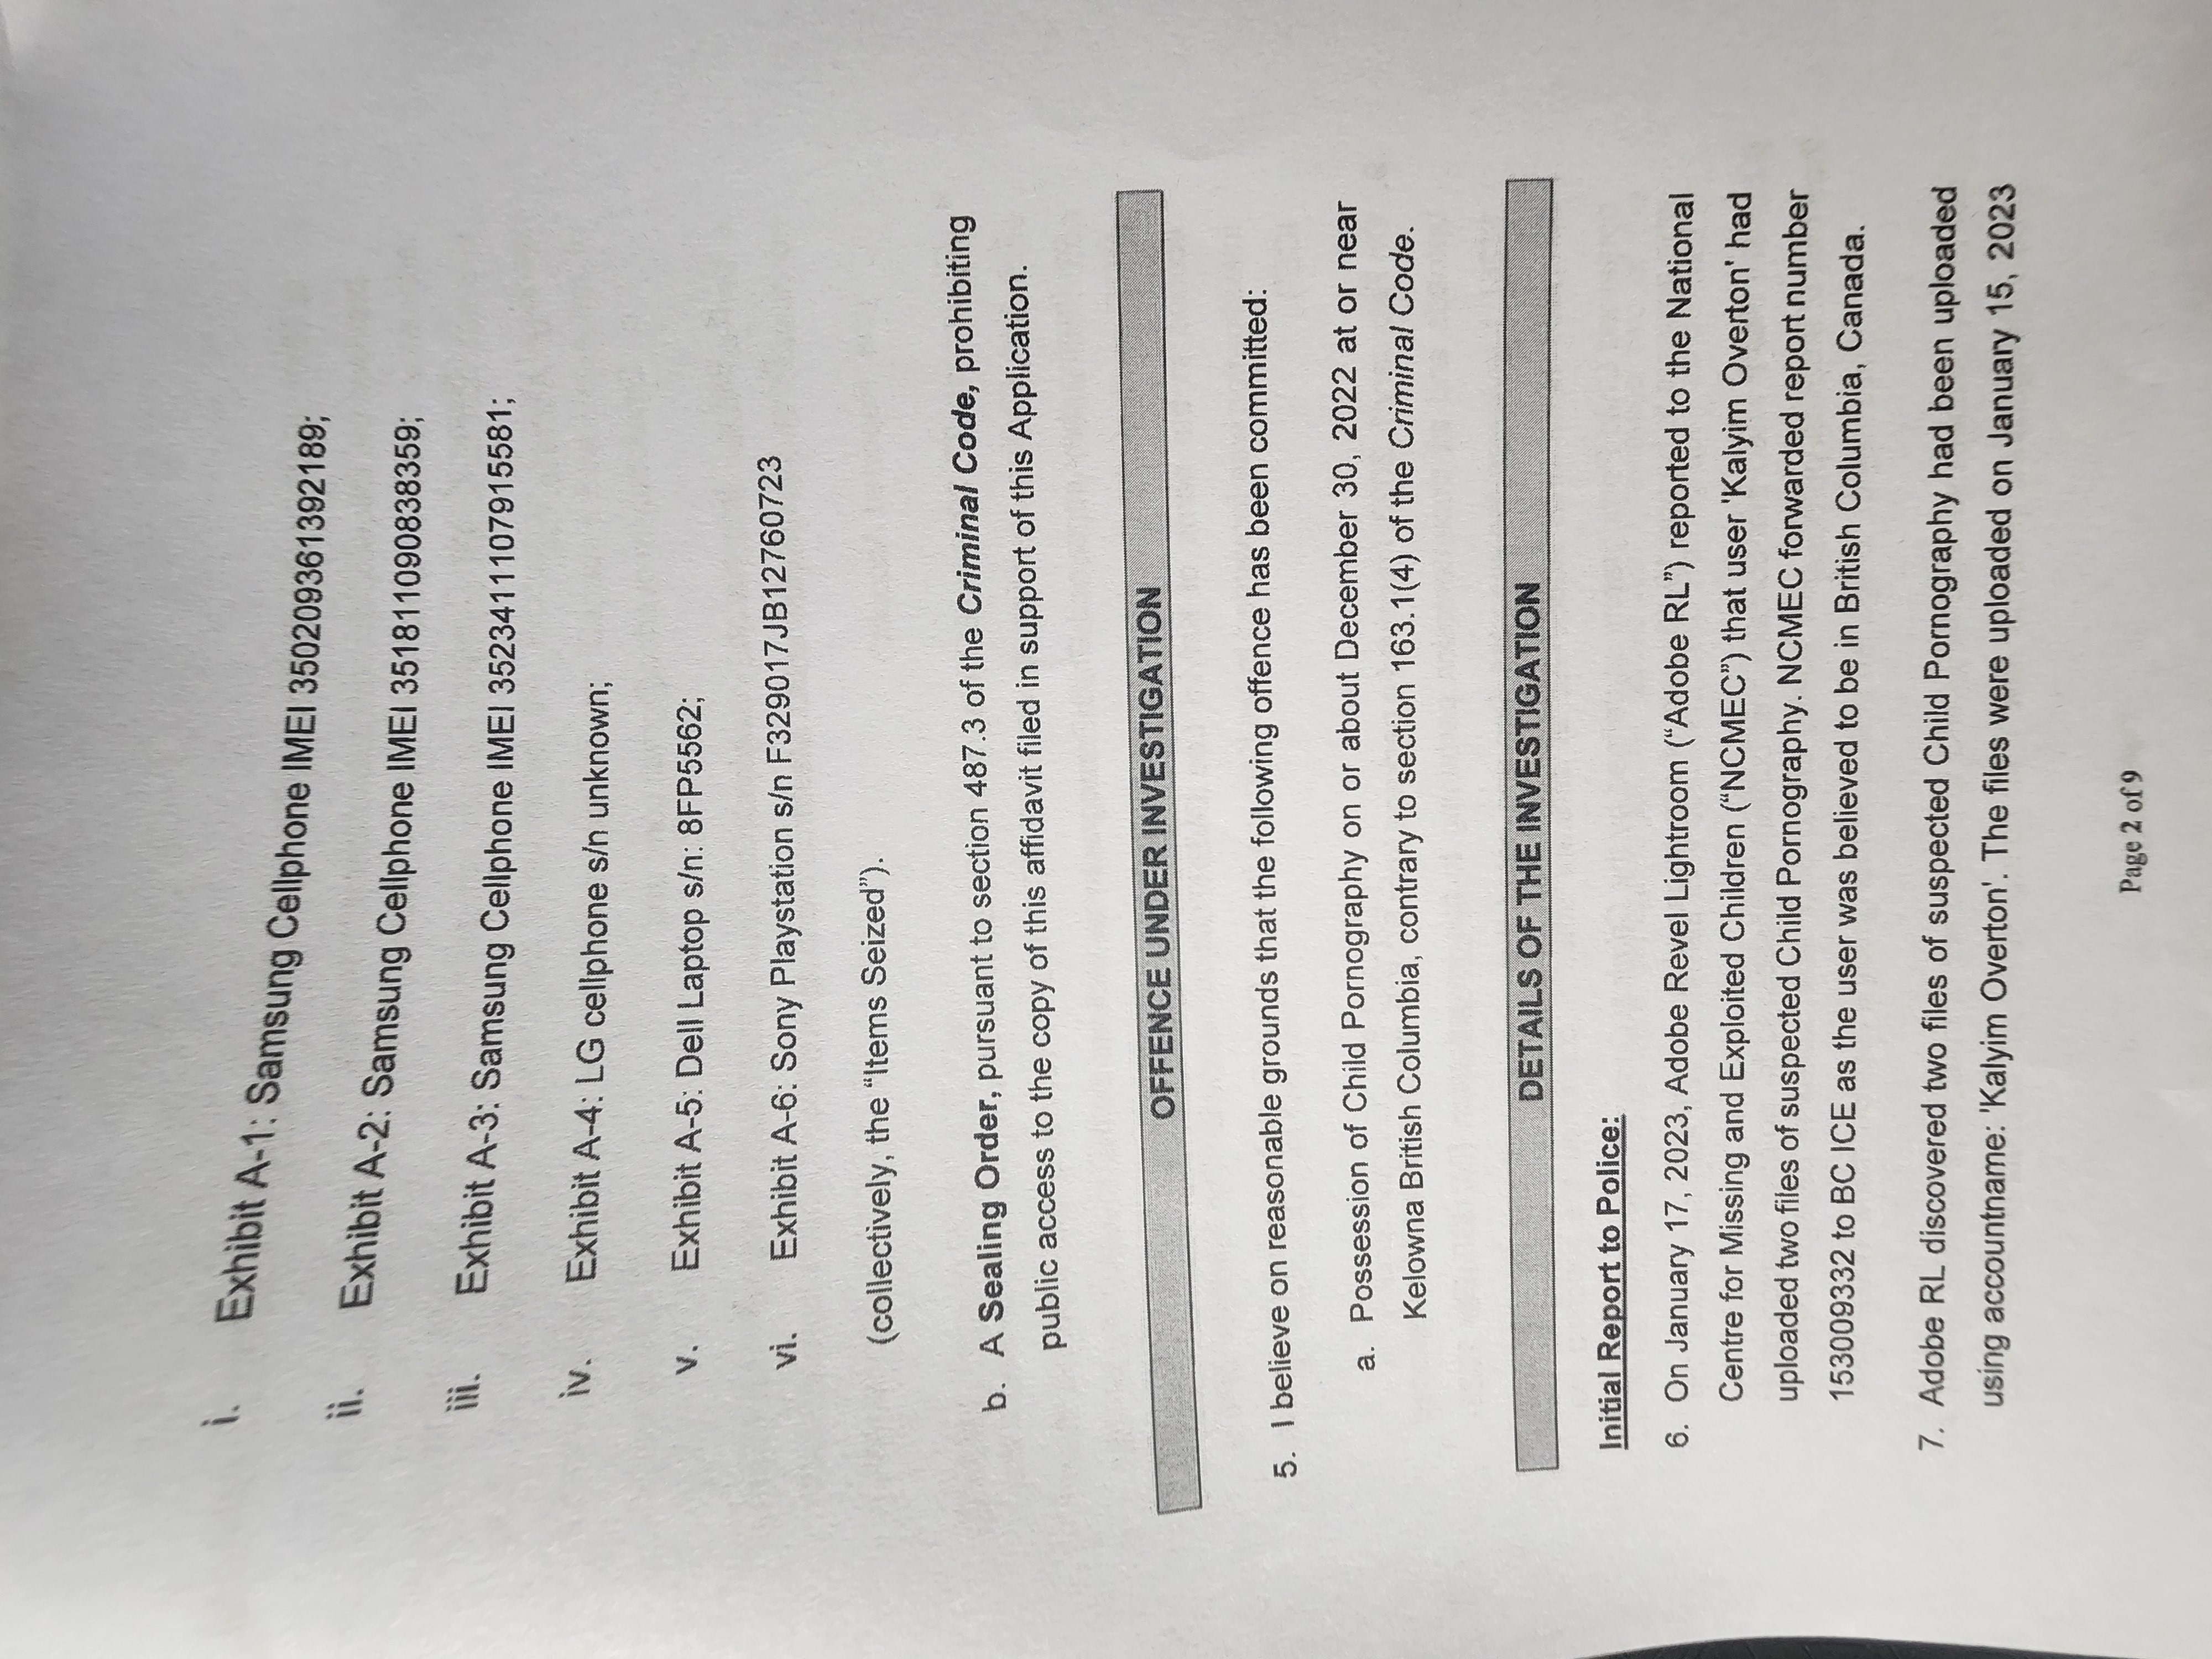 i. Exhibit A-1: Samsung Cellphone IMEI 350209361392189;
ii. Exhibit A-2: Samsung Cellphone IMEI 351811090838359;
iii. Exhibit A-3: Samsung Cellphone IMEI 3523411107915581;
iv. Exhibit A-4: LG cellphone s/n unknown;
v. Exhibit A-5: Dell Laptop s/n: 8FP5562;
vi. Exhibit A-6: Sony Playstation s/n F329017JB12760723
(collectively, the “Items Seized”).
b. A Sealing Order, pursuant to section 487.3 of the Criminal Code, prohibiting
public access to the copy of this affidavit filed in support of this Application.
OFFENCE UNDER INVESTIGATION
5. I believe on reasonable grounds that the following offence has been committed:
a. Possession of Child Pornography on or about December 30, 2022 at or near
Kelowna British Columbia, contrary to section 163.1(4) of the Criminal Code.
DETAILS OF THE INVESTIGATION
Initial Report to Police:
6. On January 17, 2023, Adobe Revel Lightroom (“Adobe RL”) reported to the National
Centre for Missing and Exploited Children (“NCMEC”) that user 'Kalyim Overton' had
uploaded two files of suspected Child Pornography. NCMEC forwarded report number
153009332 to BC ICE as the user was believed to be in British Columbia, Canada.
7. Adobe RL discovered two files of suspected Child Pornography had been uploaded
using accountname: 'Kalyim Overton'. The files were uploaded on January 15, 2023
Page 2 of 9